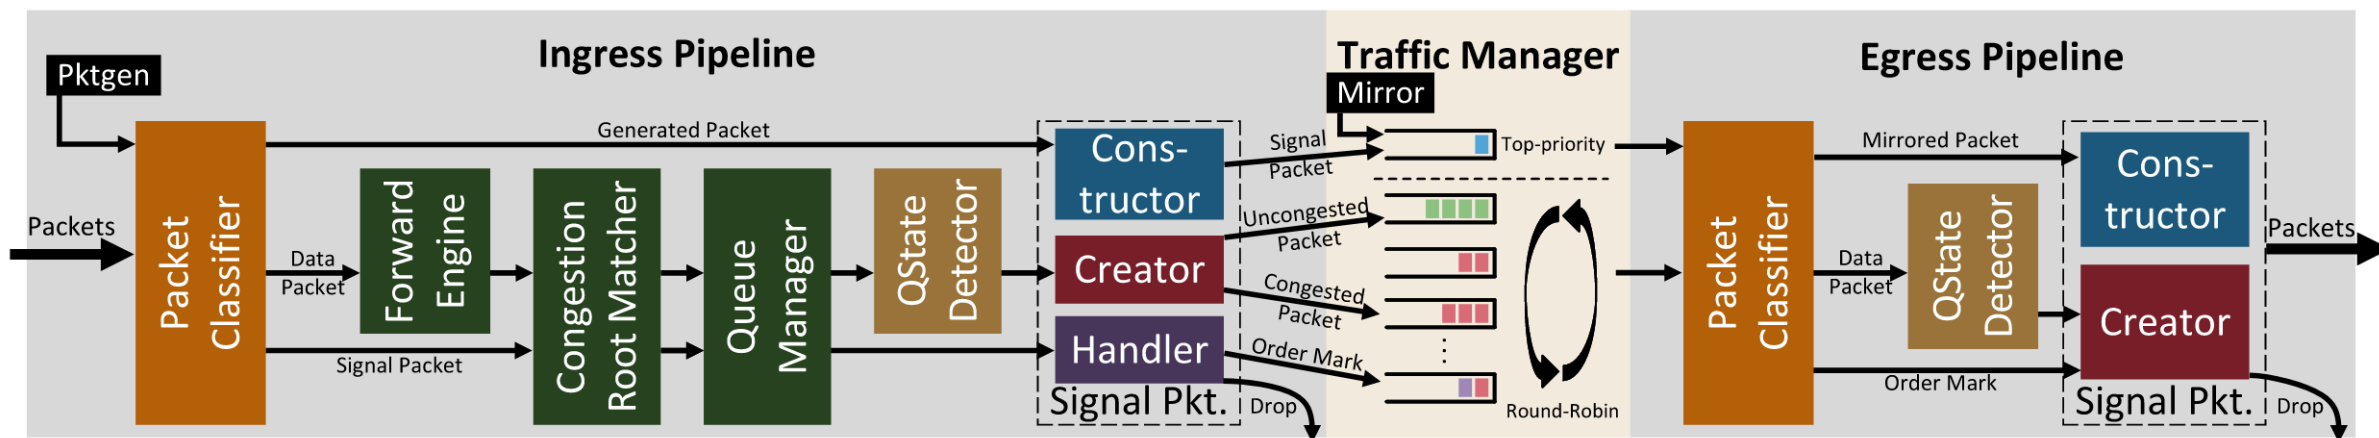 Ingress Pipeline
Traffic Manager
Egress Pipeline
Pktgen
Packets
Packet
Classifier
Generated Packet
Data
Packet
Signal Packet
Forward
Engine
Congestion
Root Matcher
Queue
Manager
QState
Detector
Cons-
tructor
Creator
Handler
Signal Pkt.
Signal
Packet
Uncongested
Packet
Congested
Packet
Order Mark
Drop
Mirror
Top-priority
Round-Robin
Packet
Classifier
Mirrored Packet
Data
Packet
Order Mark
QState
Detector
Cons-
tructor
Creator
Signal Pkt.
Drop
Packets